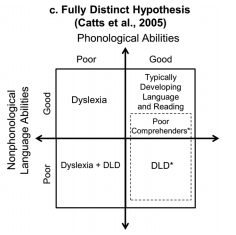 c. Fully Distinct Hypothesis
(Catts et al., 2005)
Phonological Abilities
Poor
Good
Nonphonological
Language Abilities
Good
Poor
Dyslexia
Typically
Developing
Language
and Reading
Poor
Comprehenders*
Dyslexia + DLD
DLD*